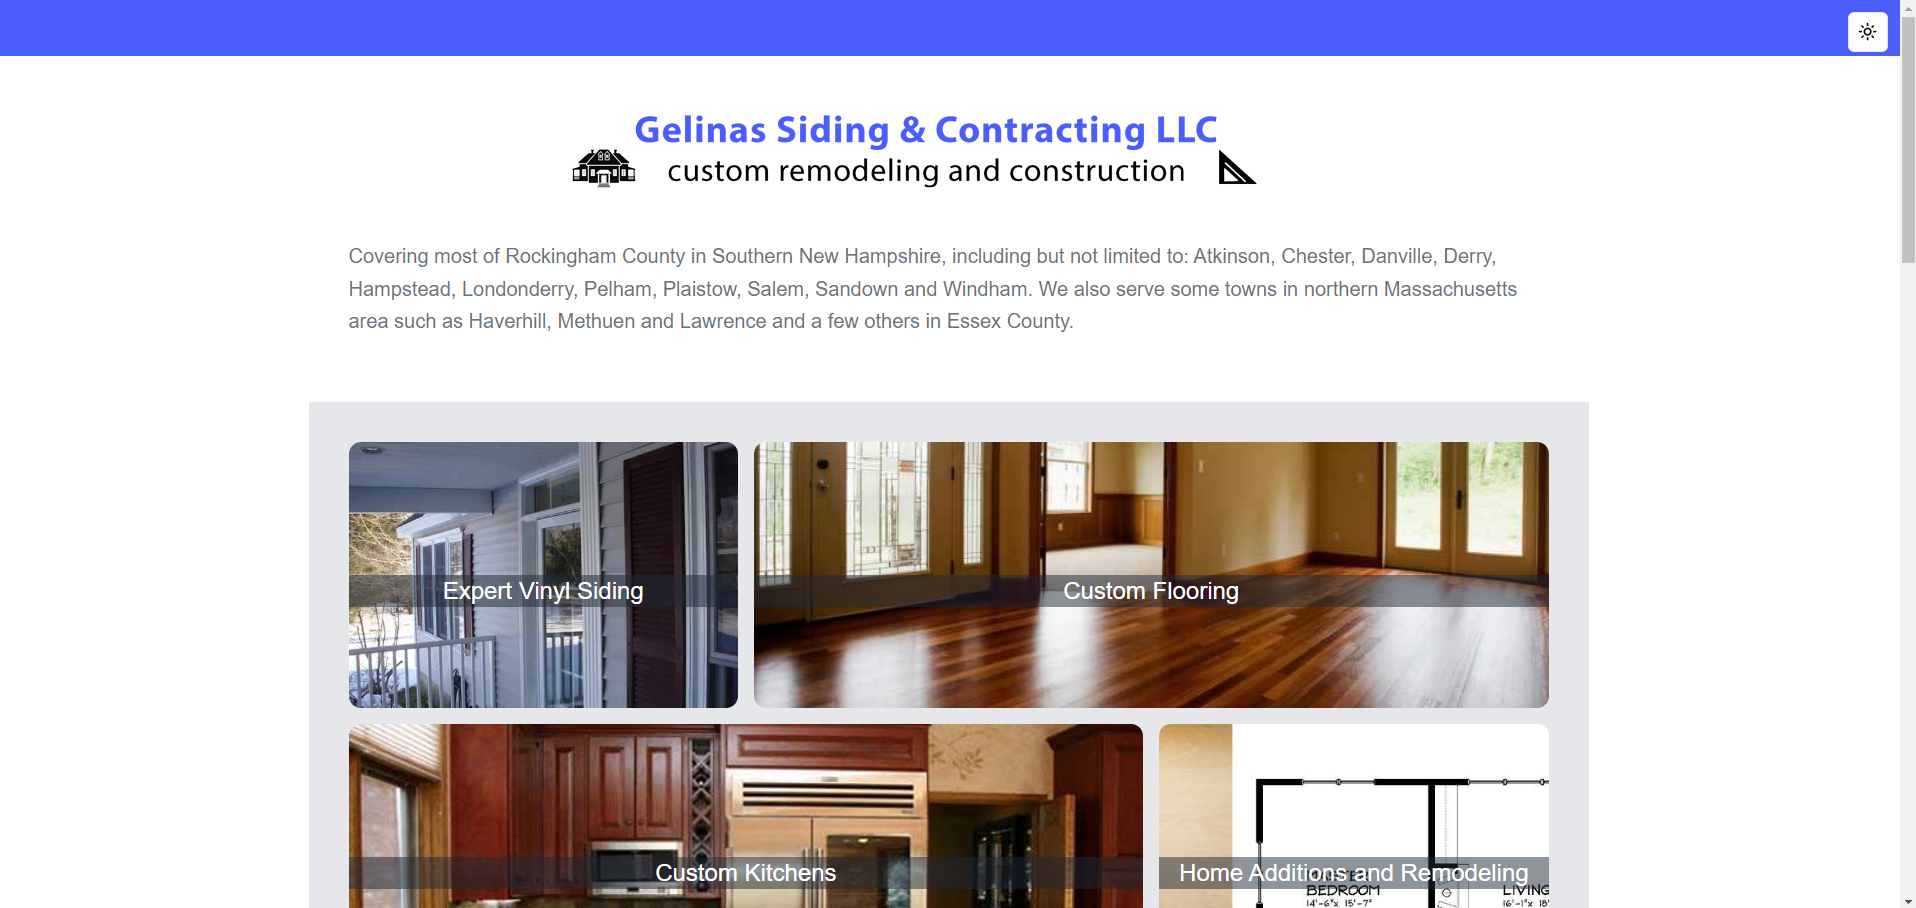 Gelinas Siding & Contracting LLC
custom remodeling and construction
Covering most of Rockingham County in Southern New Hampshire, including but not limited to: Atkinson, Chester, Danville, Derry,
Hampstead, Londonderry, Pelham, Plaistow, Salem, Sandown and Windham. We also serve some towns in northern Massachusetts
area such as Haverhill, Methuen and Lawrence and a few others in Essex County.
Expert Vinyl Siding
Custom Flooring
Custom Kitchens
Home Additions and Remodeling
BEDROOM
14'-6"x 15'-7"
LIVING